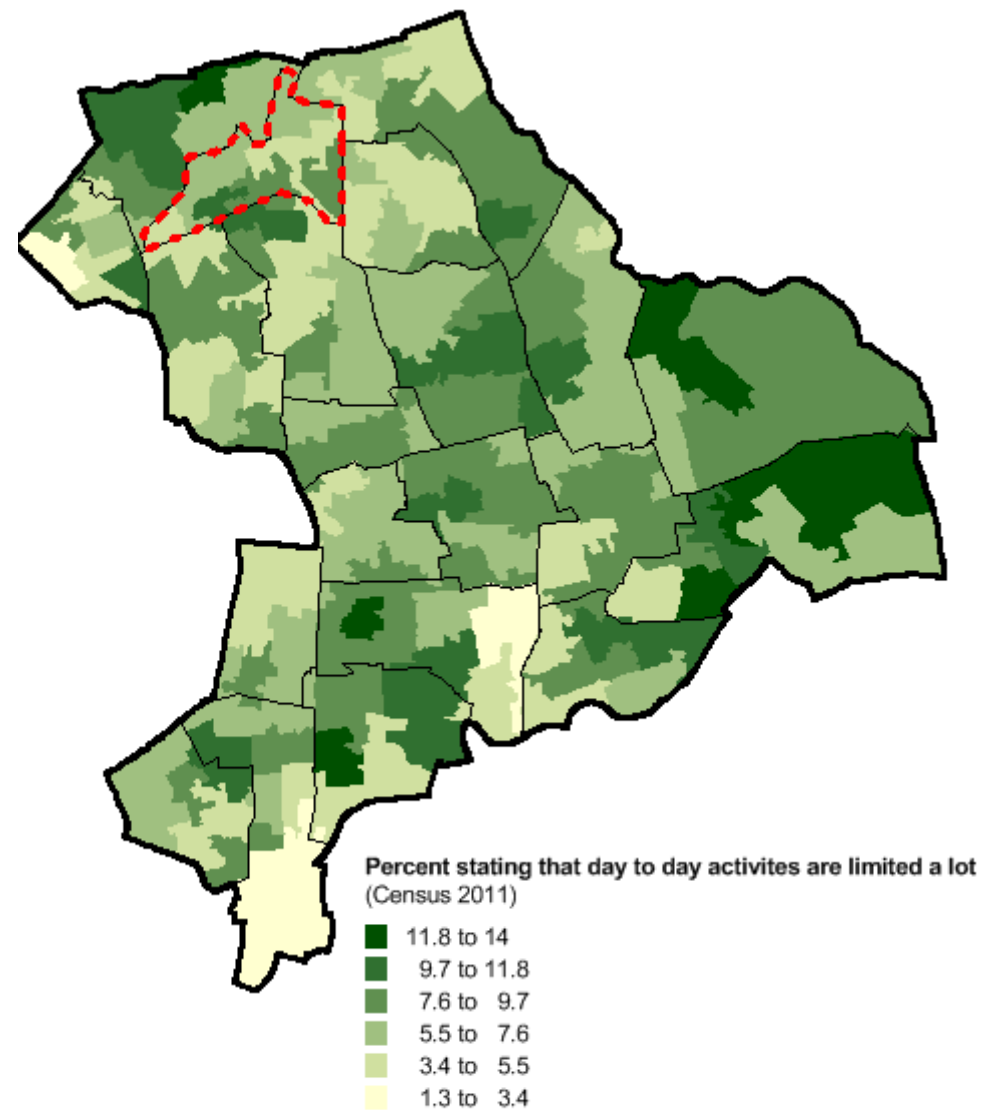 Percent stating that day to day activites are limited a lot
(Census 2011)
11.8 to 14
9.7 to 11.8
7.6 to 9.7
5.5 to 7.6
3.4 to 5.5
1.3 to 3.4